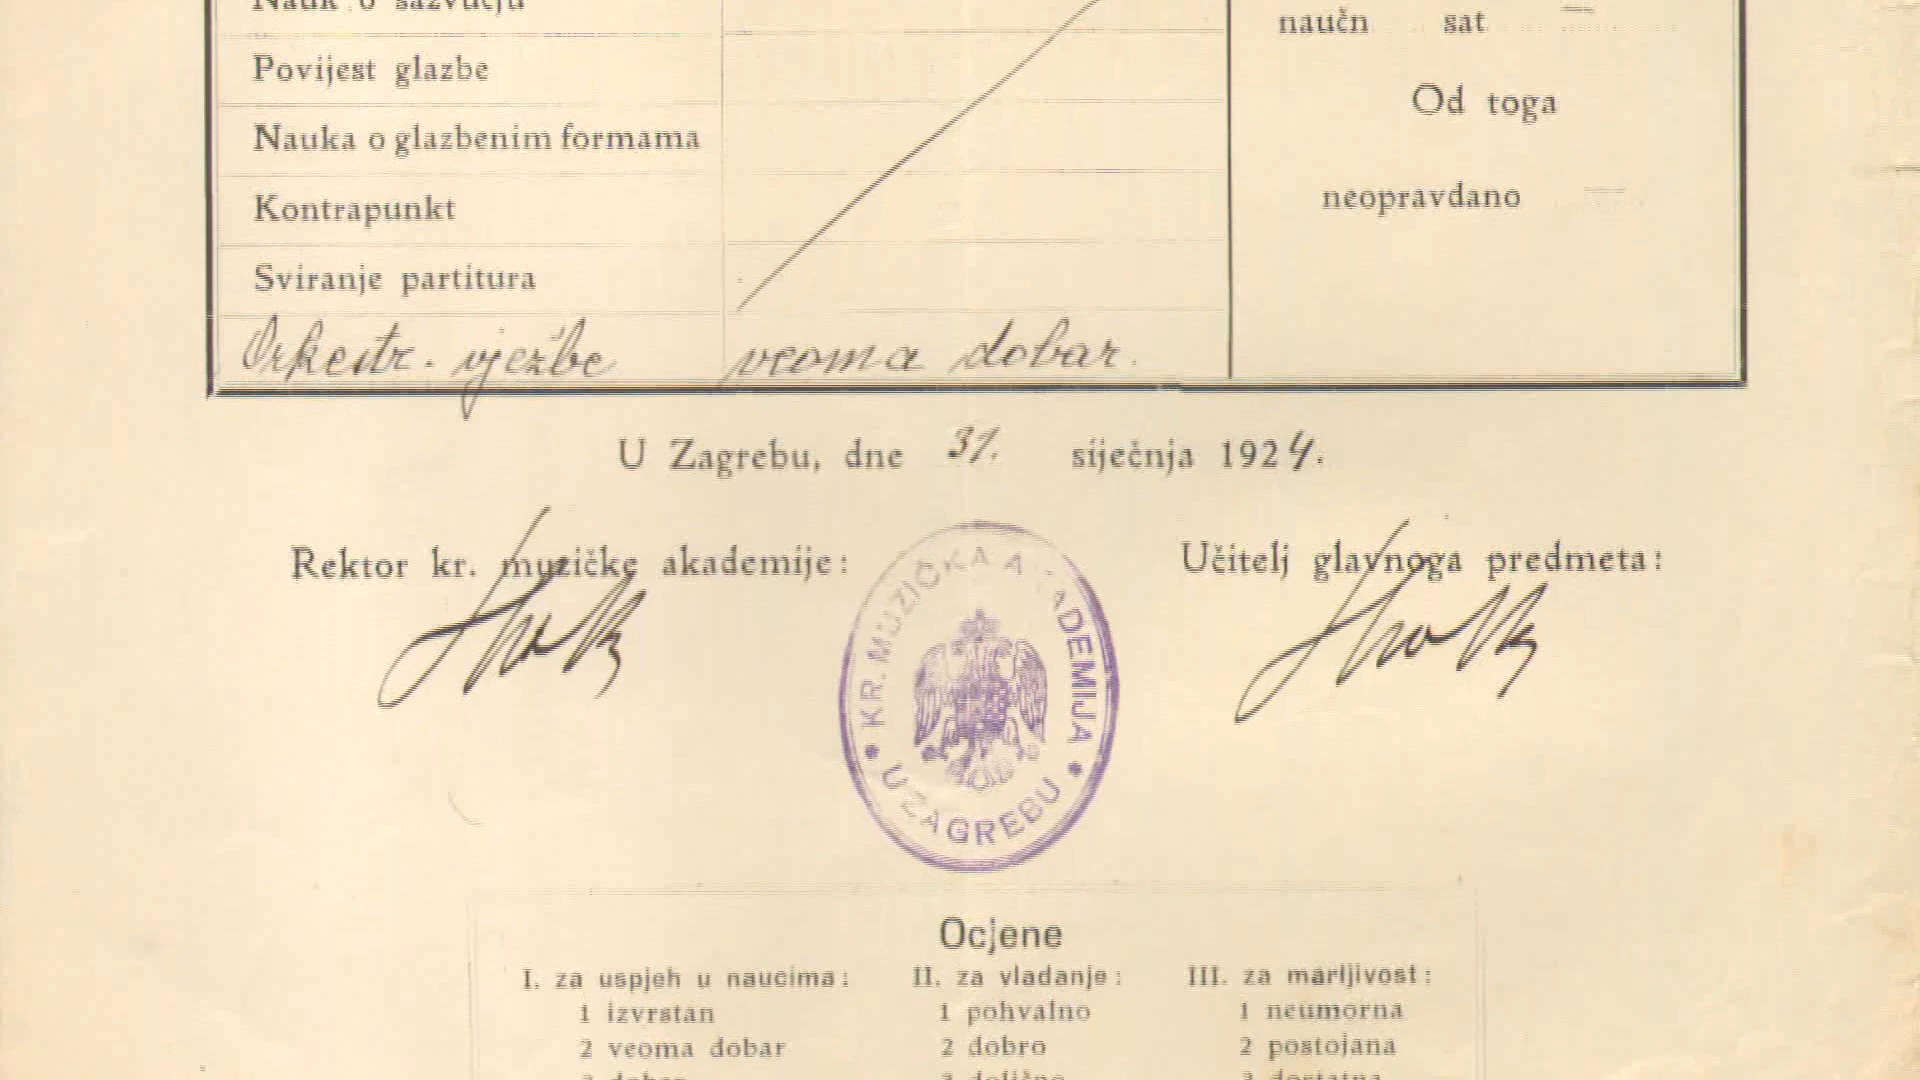 Nauk o sazvučju
naučn sat
Povijest glazbe
Od toga
Nauka o glazbenim formama
neopravdano
Kontrapunkt
Sviranje partitura
Orkestr. vježbe veoma dobar.
U Zagrebu, dne 31. siječnja 1924.
Rektor kr. muzičke akademije:
Učitelj glavnoga predmeta:
KR. MUZIČKA AKADEMIJA
U ZAGREBU
Ocjene
I. za uspjeh u naucima: II. za vladanje: III. za marljivost:
1 izvrstan 1 pohvalno 1 neumorna
2 veoma dobar 2 dobro 2 postojana